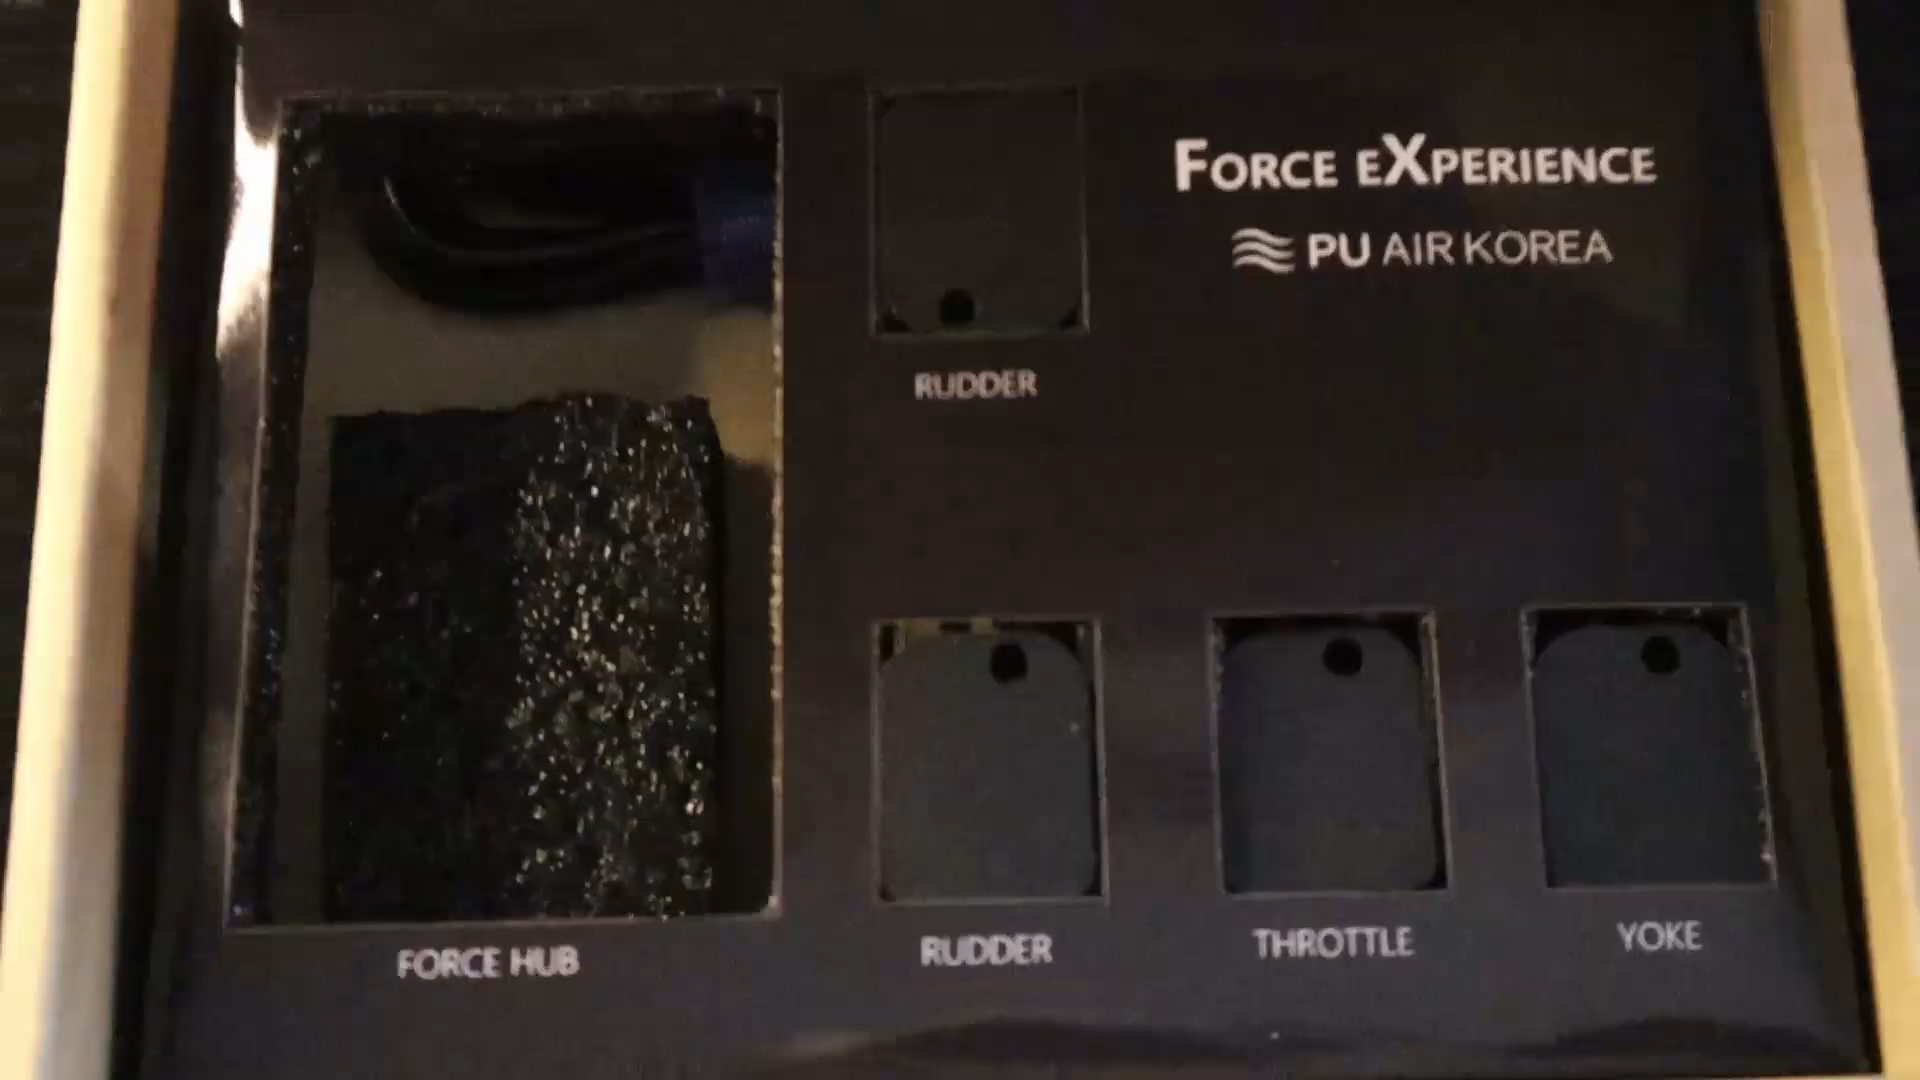 FORCE EXPERIENCE
PU AIR KOREA
RUDDER
FORCE HUB
RUDDER
THROTTLE
YOKE